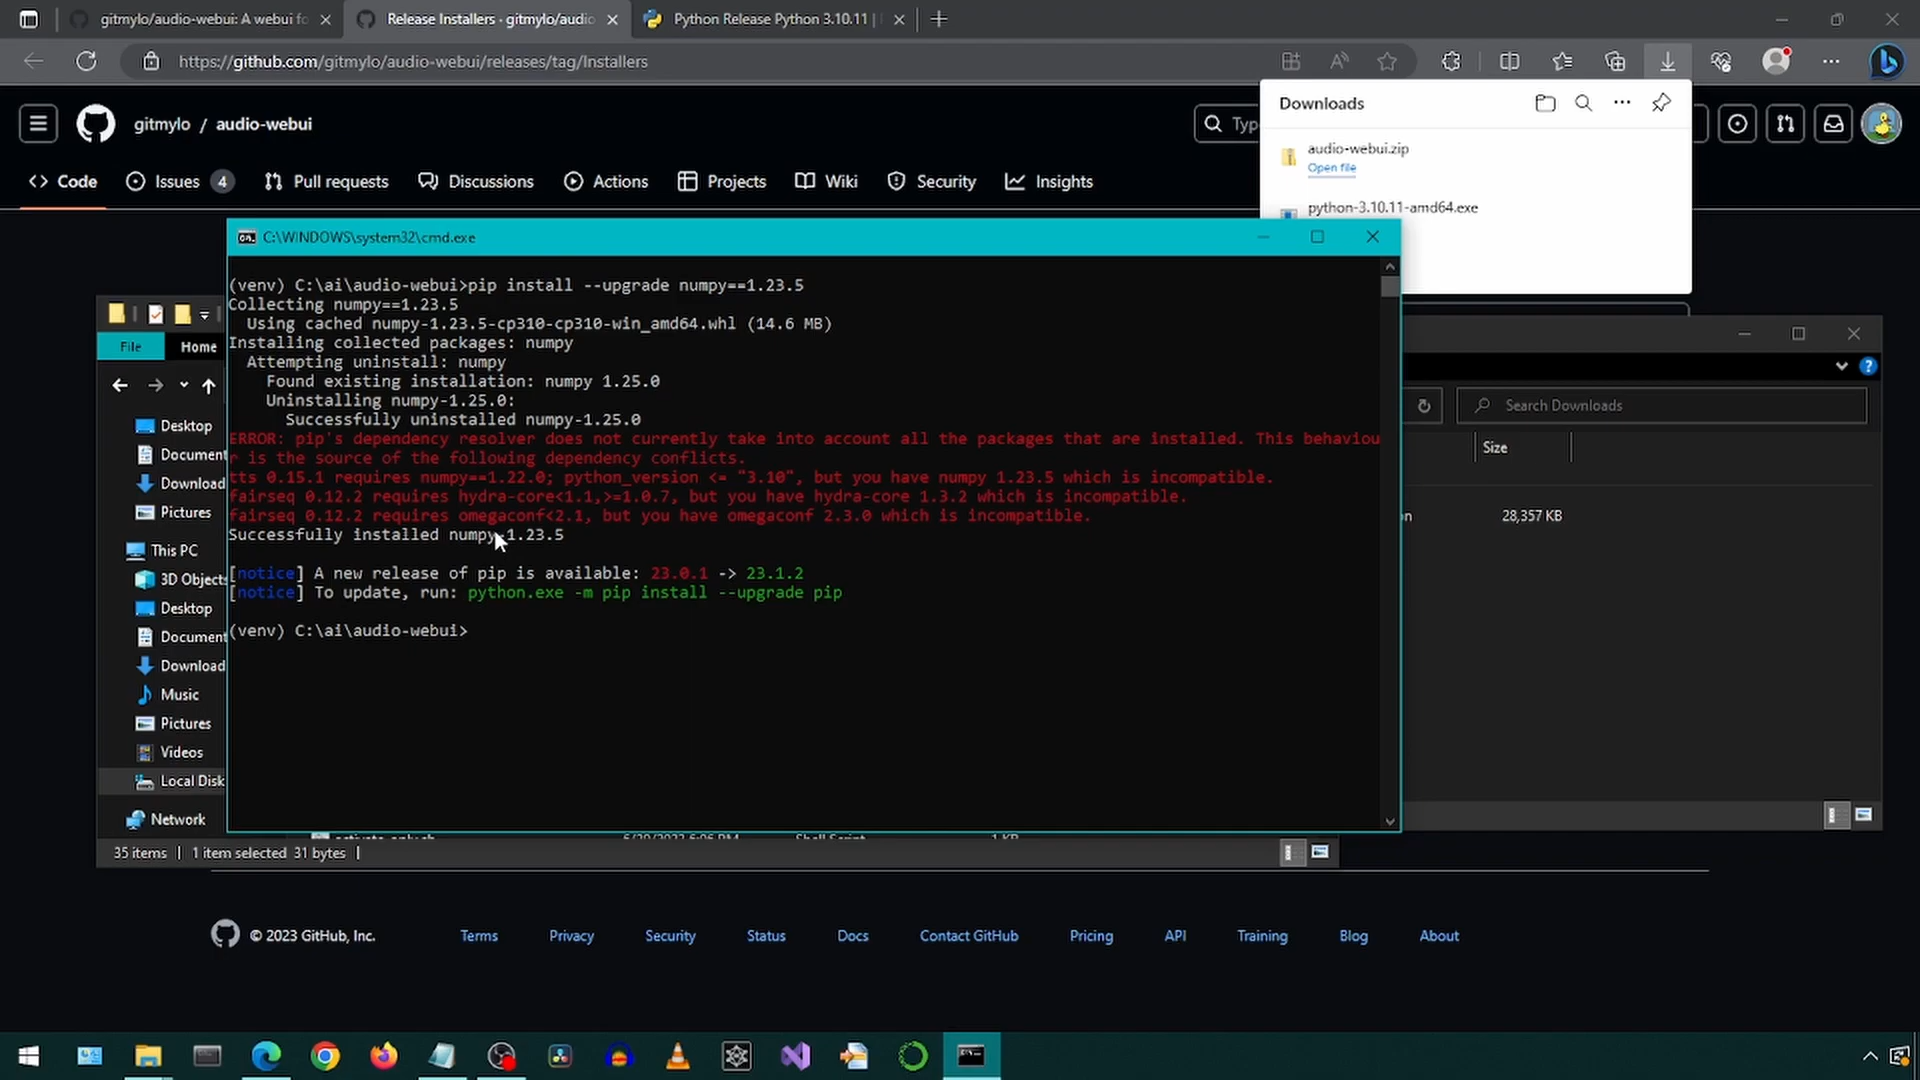 gitmylo/audio-webui: A webui fo
Release Installers · gitmylo/audio
Python Release Python 3.10.11 |
https://github.com/gitmylo/audio-webui/releases/tag/Installers
gitmylo / audio-webui
Typ
Downloads
audio-webui.zip
Open file
python-3.10.11-amd64.exe
Code
Issues 4
Pull requests
Discussions
Actions
Projects
Wiki
Security
Insights
C:\WINDOWS\system32\cmd.exe
(venv) C:\ai\audio-webui>pip install --upgrade numpy==1.23.5
Collecting numpy==1.23.5
Using cached numpy-1.23.5-cp310-cp310-win_amd64.whl (14.6 MB)
Installing collected packages: numpy
Attempting uninstall: numpy
Found existing installation: numpy 1.25.0
Uninstalling numpy-1.25.0:
Successfully uninstalled numpy-1.25.0
ERROR: pip's dependency resolver does not currently take into account all the packages that are installed. This behaviou
r is the source of the following dependency conflicts.
tts 0.15.1 requires numpy==1.22.0; python_version <= "3.10", but you have numpy 1.23.5 which is incompatible.
fairseq 0.12.2 requires hydra-core<1.1,>=1.0.7, but you have hydra-core 1.3.2 which is incompatible.
fairseq 0.12.2 requires omegaconf<2.1, but you have omegaconf 2.3.0 which is incompatible.
Successfully installed numpy-1.23.5
[notice] A new release of pip is available: 23.0.1 -> 23.1.2
[notice] To update, run: python.exe -m pip install --upgrade pip
(venv) C:\ai\audio-webui>
File
Home
Desktop
Document
Download
Pictures
This PC
3D Objects
Desktop
Document
Download
Music
Pictures
Videos
Local Disk
Network
35 items
1 item selected 31 bytes
Search Downloads
Size
on
28,357 KB
© 2023 GitHub, Inc.
Terms
Privacy
Security
Status
Docs
Contact GitHub
Pricing
API
Training
Blog
About